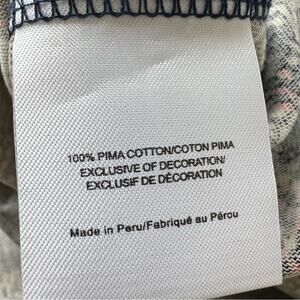 100% PIMA COTTON/COTON PIMA
EXCLUSIVE OF DECORATION/
EXCLUSIF DE DÉCORATION
Made in Peru/Fabriqué au Pérou